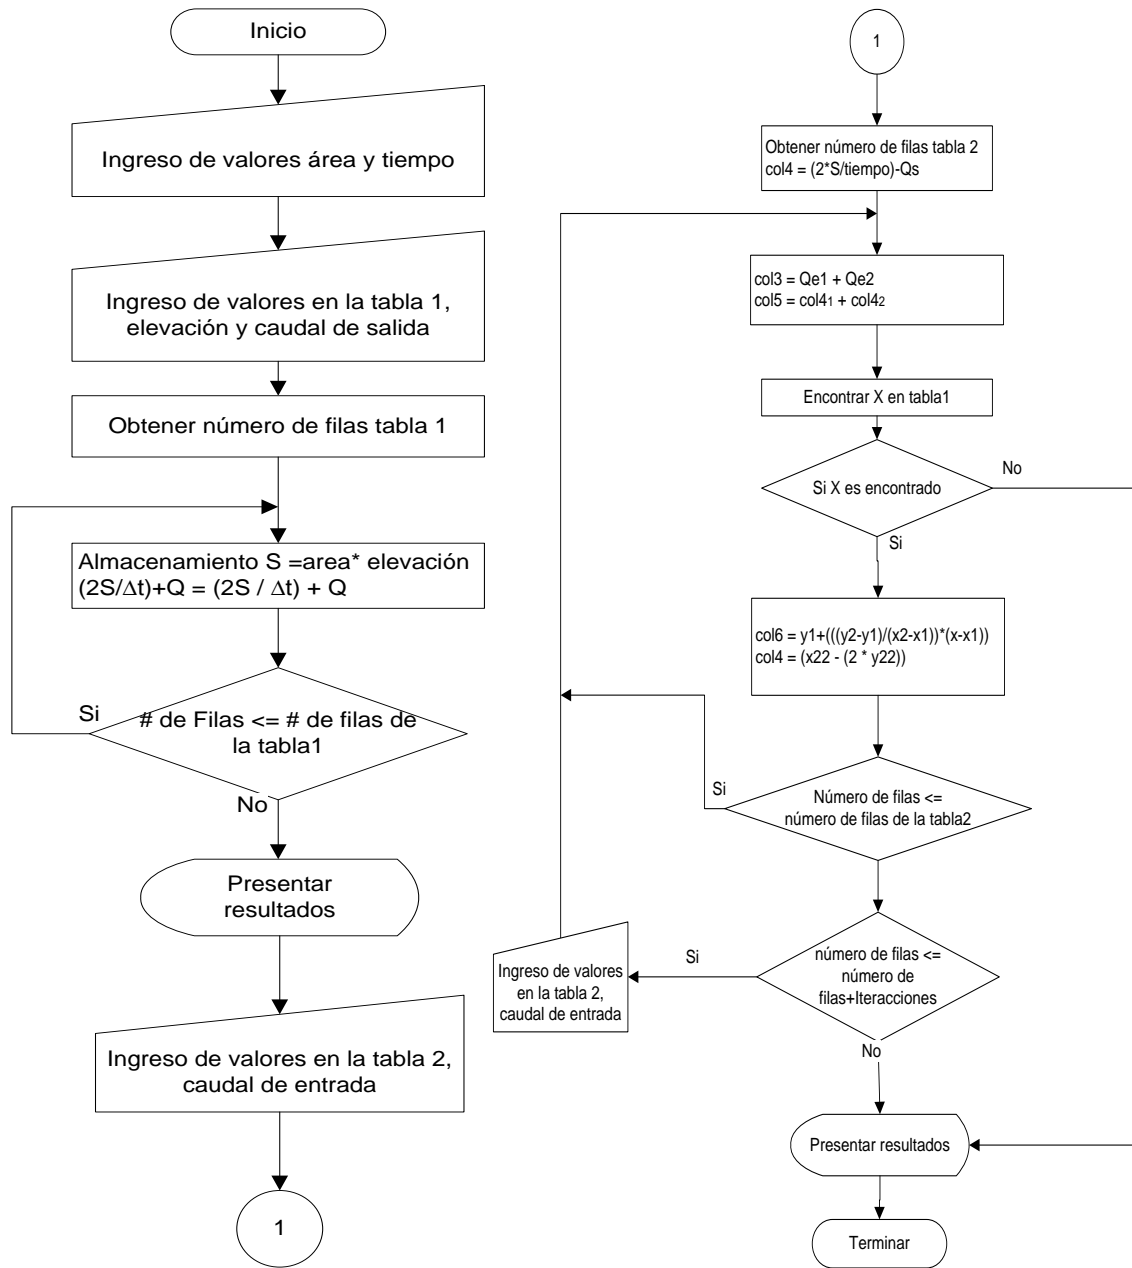 Inicio
Ingreso de valores área y tiempo
Ingreso de valores en la tabla 1,
elevación y caudal de salida
Obtener número de filas tabla 1
Almacenamiento S =area* elevación
(2S/Δt)+Q = (2S / Δt) + Q
Si
# de Filas <= # de filas de
la tabla1
No
Presentar
resultados
Ingreso de valores en la tabla 2,
caudal de entrada
1
1
Obtener número de filas tabla 2
col4 = (2*S/tiempo)-Qs
col3 = Qe1 + Qe2
col5 = col41 + col42
Encontrar X en tabla1
Si X es encontrado
No
Si
col6 = y1+(((y2-y1)/(x2-x1))*(x-x1))
col4 = (x22 - (2 * y22))
Si
Número de filas <=
número de filas de la tabla2
número de filas <=
número de
filas+Iteracciones
Si
Ingreso de valores
en la tabla 2,
caudal de entrada
No
Presentar resultados
Terminar